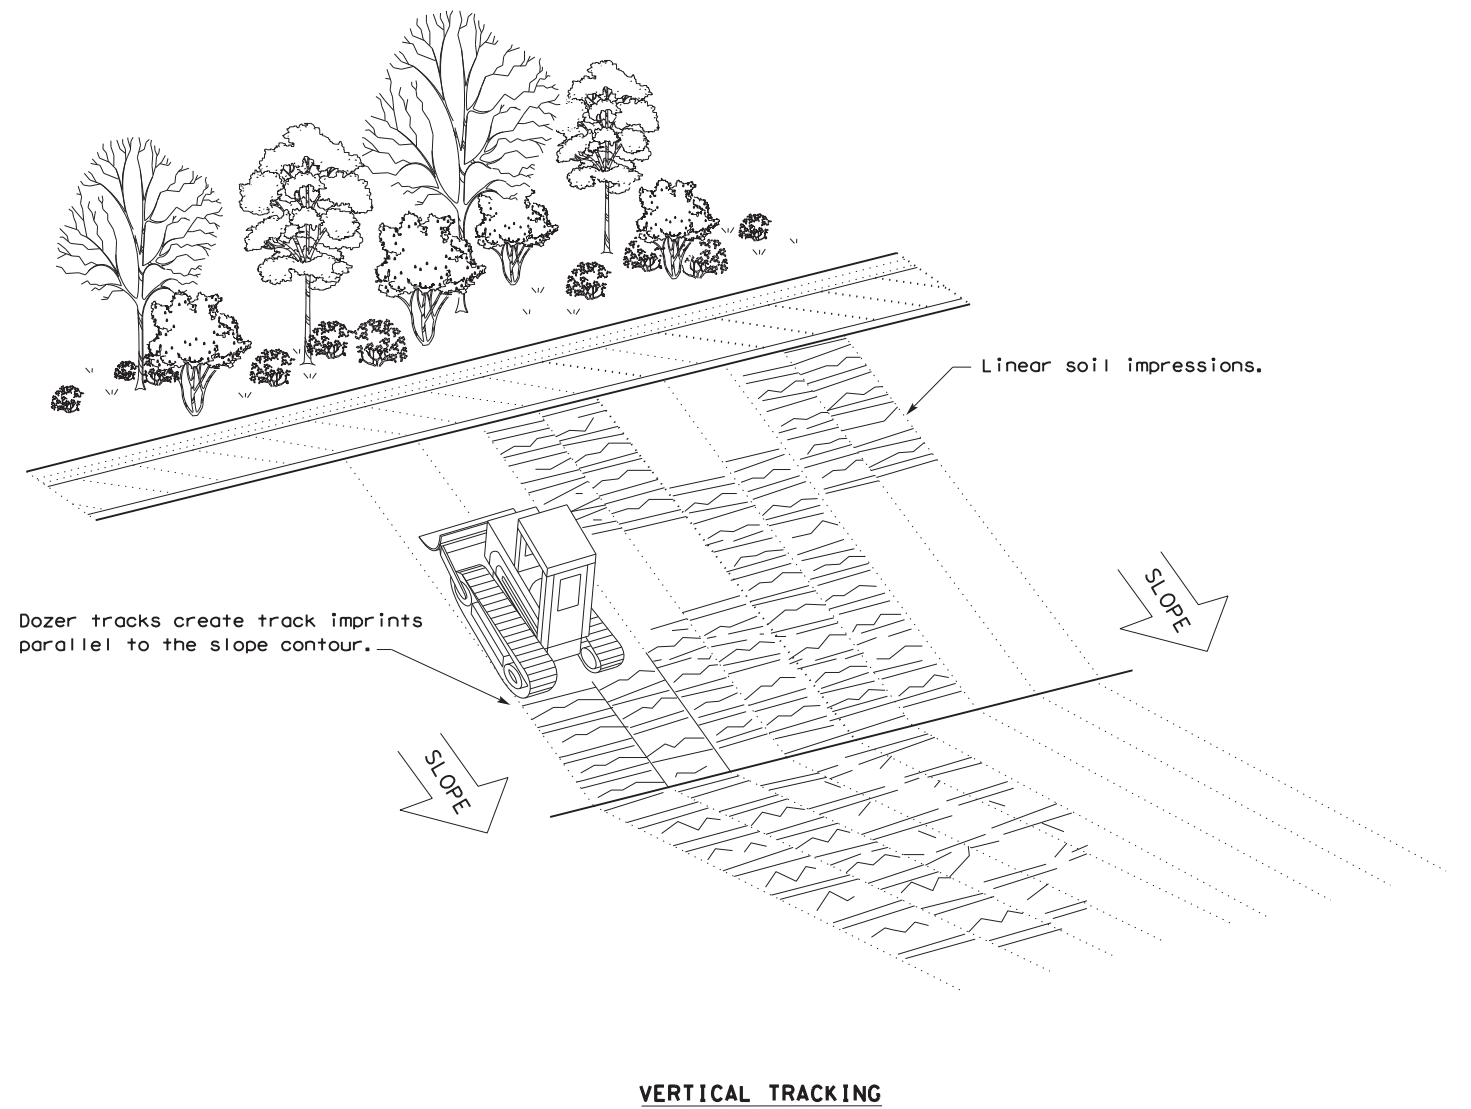 Linear soil impressions.
SLOPE
Dozer tracks create track imprints
parallel to the slope contour.
SLOPE
VERTICAL TRACKING